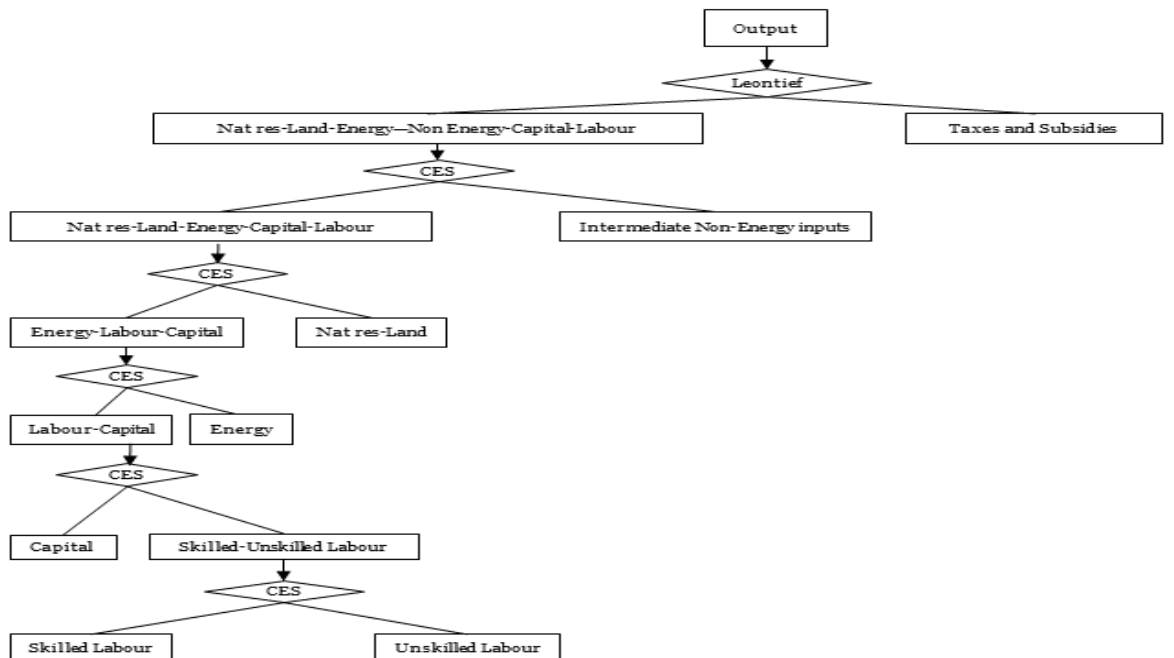 Output
Leontief
Nat res-Land-Energy—Non Energy-Capital-Labour
Taxes and Subsidies
CES
Nat res-Land-Energy-Capital-Labour
Intermediate Non-Energy inputs
CES
Energy-Labour-Capital
Nat res-Land
CES
Labour-Capital
Energy
CES
Capital
Skilled-Unskilled Labour
CES
Skilled Labour
Unskilled Labour